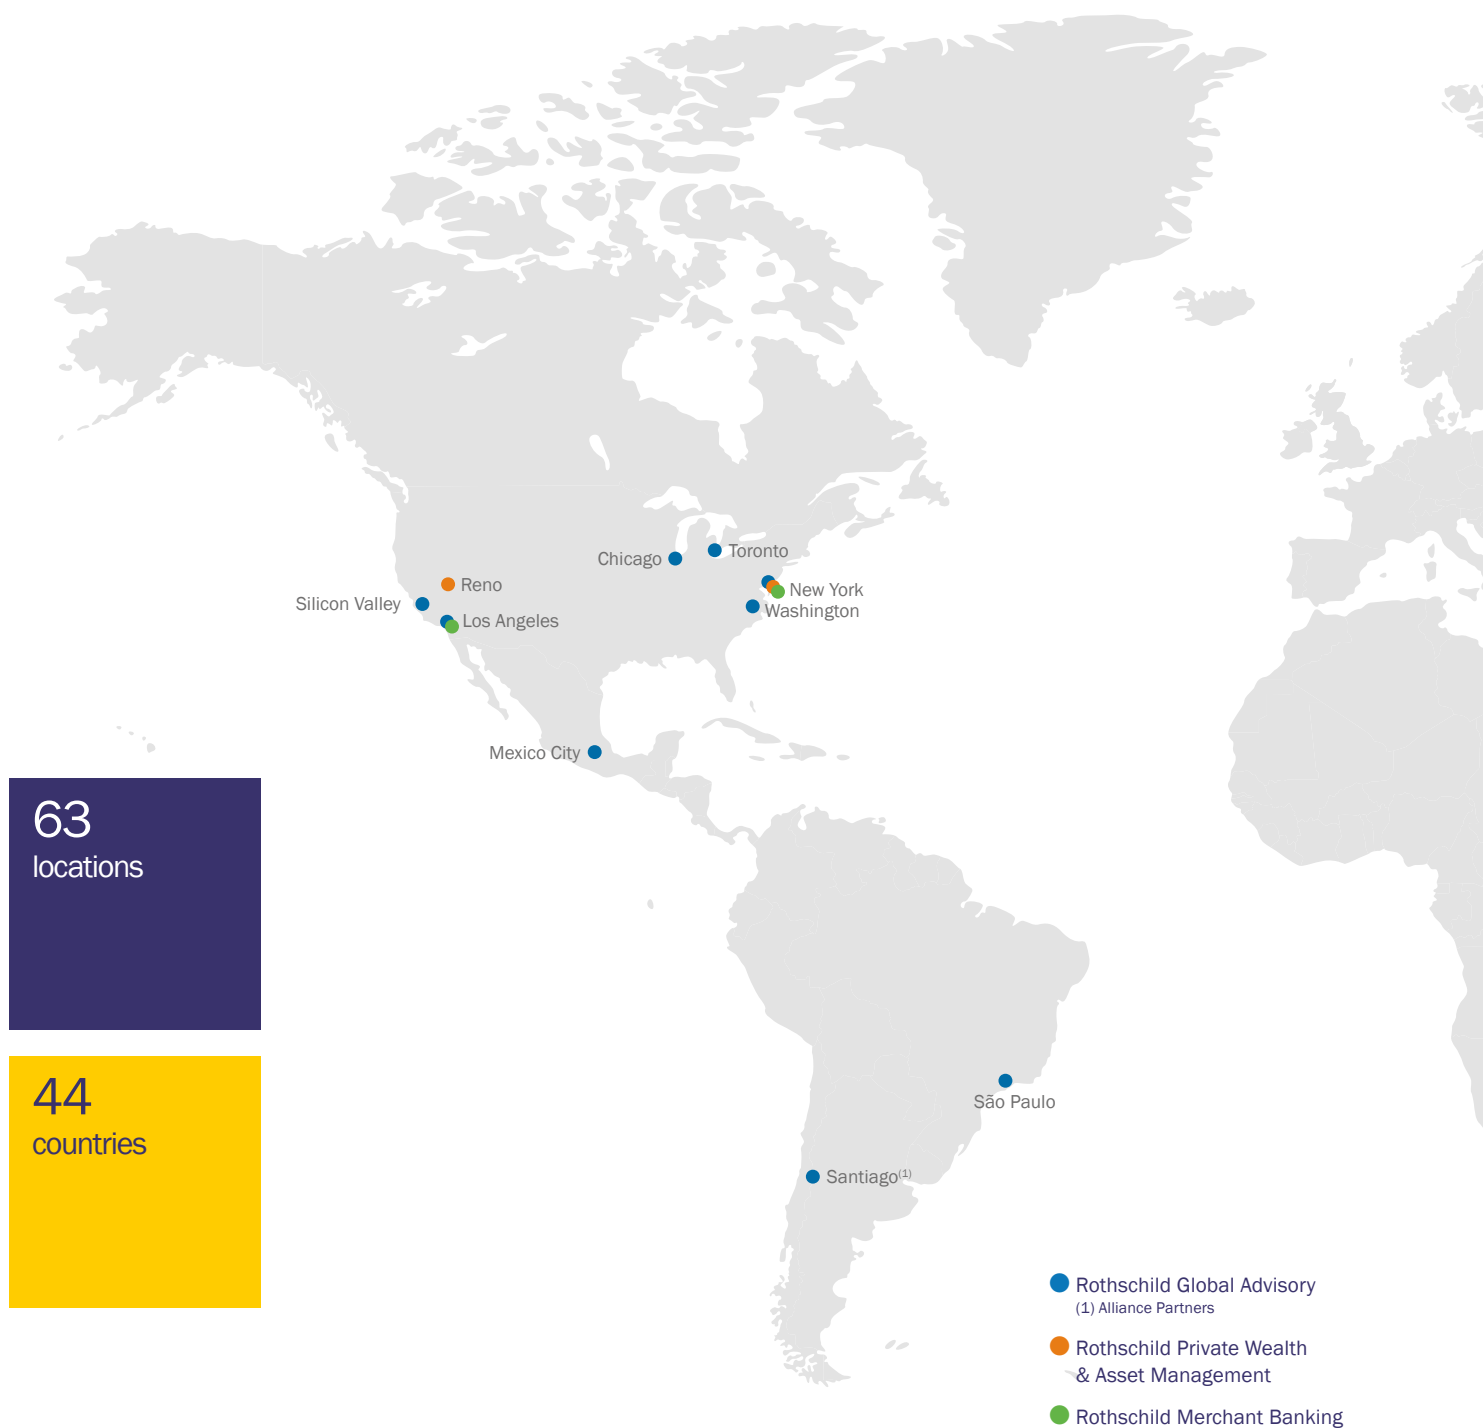 Chicago
Toronto
Reno
New York
Silicon Valley
Washington
Los Angeles
Mexico City
63
locations
44
countries
São Paulo
Santiago(1)
Rothschild Global Advisory
(1) Alliance Partners
Rothschild Private Wealth
& Asset Management
Rothschild Merchant Banking